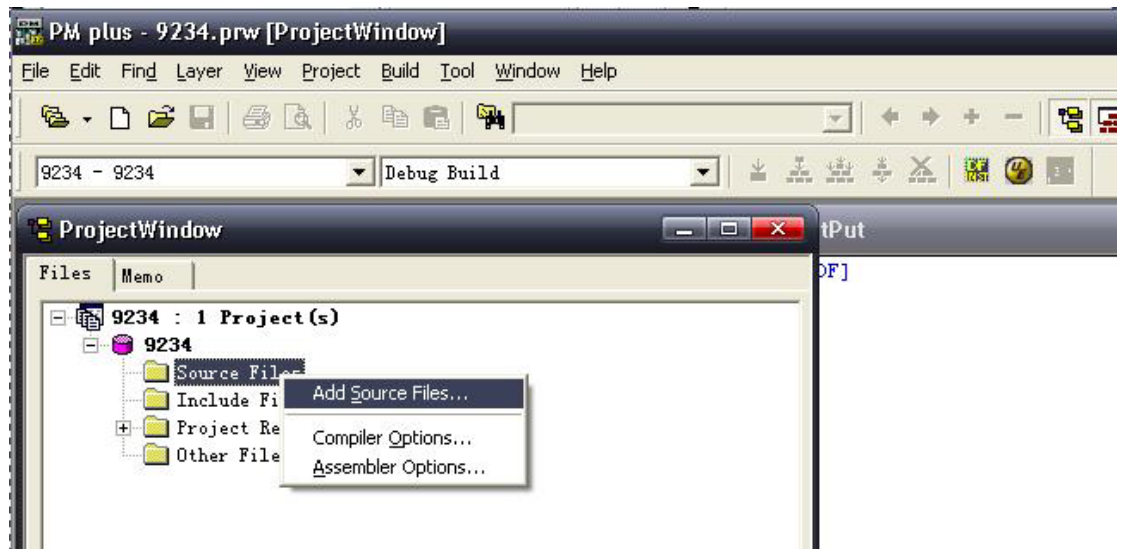 PM plus - 9234.prw [ProjectWindow]
File Edit Find Layer View Project Build Tool Window Help
9234 - 9234
Debug Build
ProjectWindow
tPut
Files
Memo
OF]
9234 : 1 Project(s)
9234
Source Files
Add Source Files...
Include Fi
Project Re
Compiler Options...
Other File
Assembler Options...